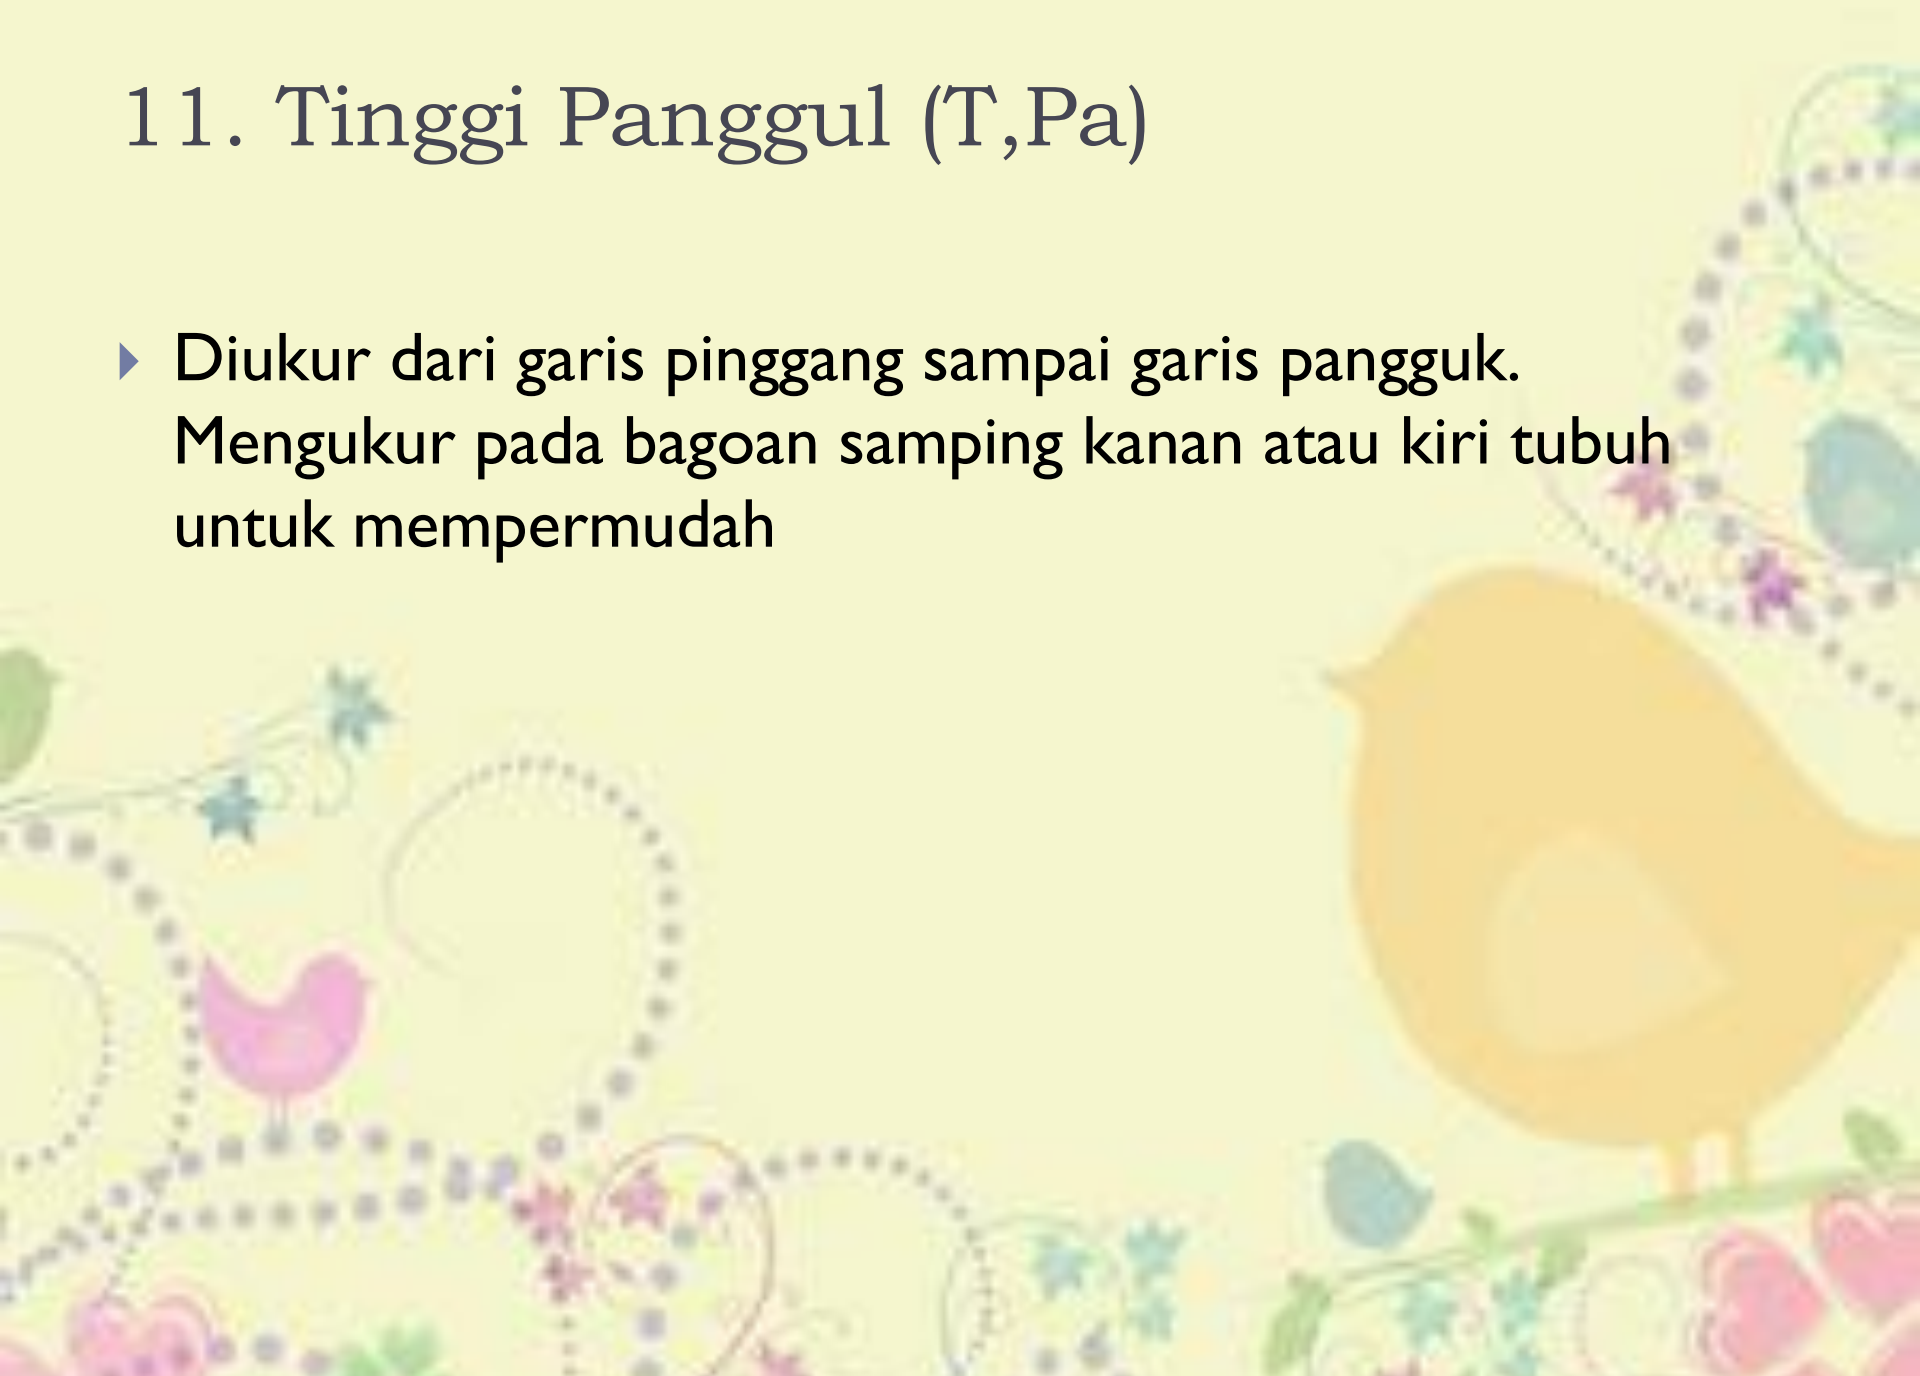 11. Tinggi Panggul (T,Pa)
Diukur dari garis pinggang sampai garis pangguk.
Mengukur pada bagoan samping kanan atau kiri tubuh
untuk mempermudah